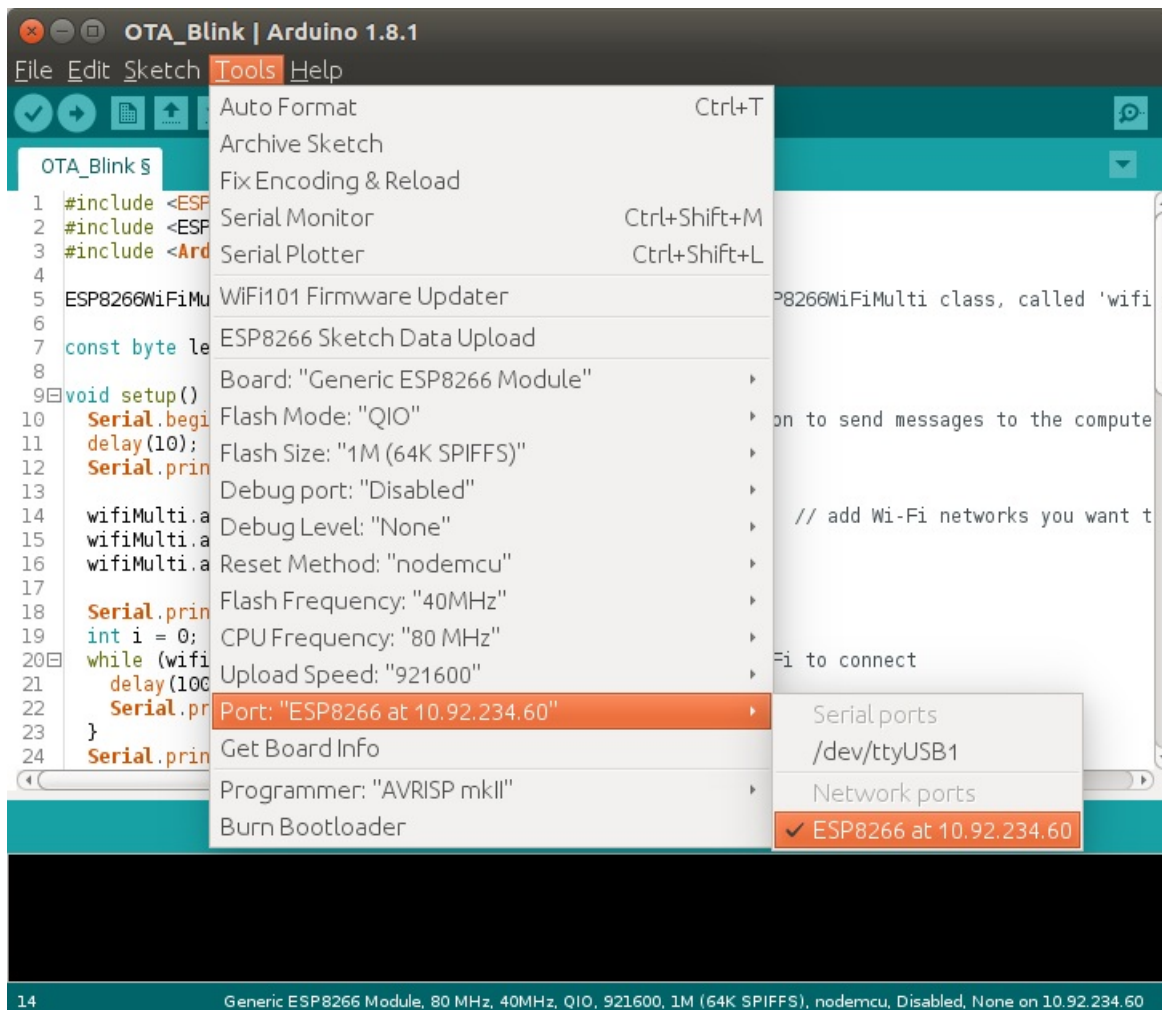 OTA_Blink | Arduino 1.8.1
File Edit Sketch Tools Help
OTA_Blink §
Auto Format Ctrl+T
Archive Sketch
Fix Encoding & Reload
Serial Monitor Ctrl+Shift+M
Serial Plotter Ctrl+Shift+L
WiFi101 Firmware Updater
ESP8266 Sketch Data Upload
Board: "Generic ESP8266 Module"
Flash Mode: "QIO"
Flash Size: "1M (64K SPIFFS)"
Debug port: "Disabled"
Debug Level: "None"
Reset Method: "nodemcu"
Flash Frequency: "40MHz"
CPU Frequency: "80 MHz"
Upload Speed: "921600"
Port: "ESP8266 at 10.92.234.60"
Get Board Info
Programmer: "AVRISP mkII"
Burn Bootloader
Serial ports
/dev/ttyUSB1
Network ports
ESP8266 at 10.92.234.60
1 #include <ESP
2 #include <ESP
3 #include <Ard
4
5 ESP8266WiFiMu P8266WiFiMulti class, called 'wifi
6
7 const byte le
8
9 void setup()
10 Serial.begi on to send messages to the compute
11 delay(10);
12 Serial.prin
13
14 wifiMulti.a // add Wi-Fi networks you want t
15 wifiMulti.a
16 wifiMulti.a
17
18 Serial.prin
19 int i = 0;
20 while (wifi Fi to connect
21 delay(100
22 Serial.pr
23 }
24 Serial.prin
14 Generic ESP8266 Module, 80 MHz, 40MHz, QIO, 921600, 1M (64K SPIFFS), nodemcu, Disabled, None on 10.92.234.60